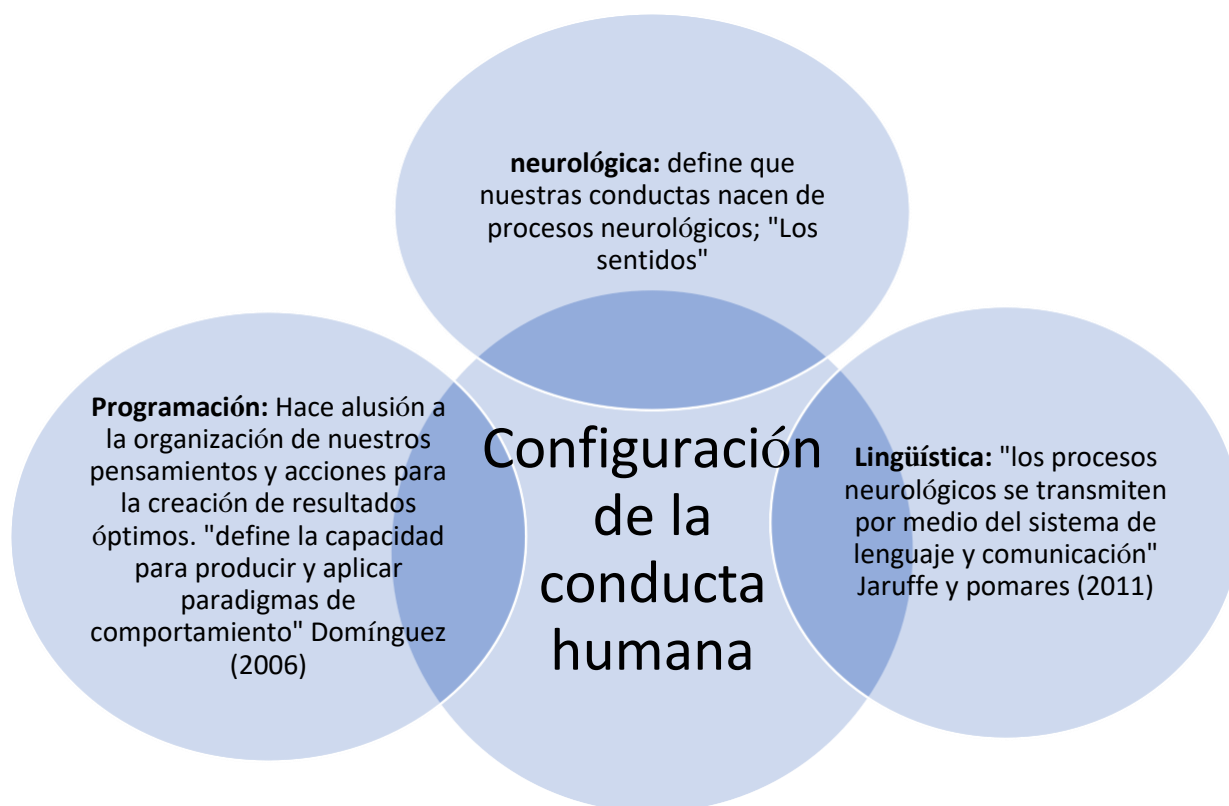 neurológica: define que
nuestras conductas nacen de
procesos neurológicos; "Los
sentidos"
Programación: Hace alusión a
la organización de nuestros
pensamientos y acciones para
la creación de resultados
óptimos. "define la capacidad
para producir y aplicar
paradigmas de
comportamiento" Domínguez
(2006)
Configuración
de la
conducta
humana
Lingüística: "los procesos
neurológicos se transmiten
por medio del sistema de
lenguaje y comunicación"
Jaruffe y pomares (2011)